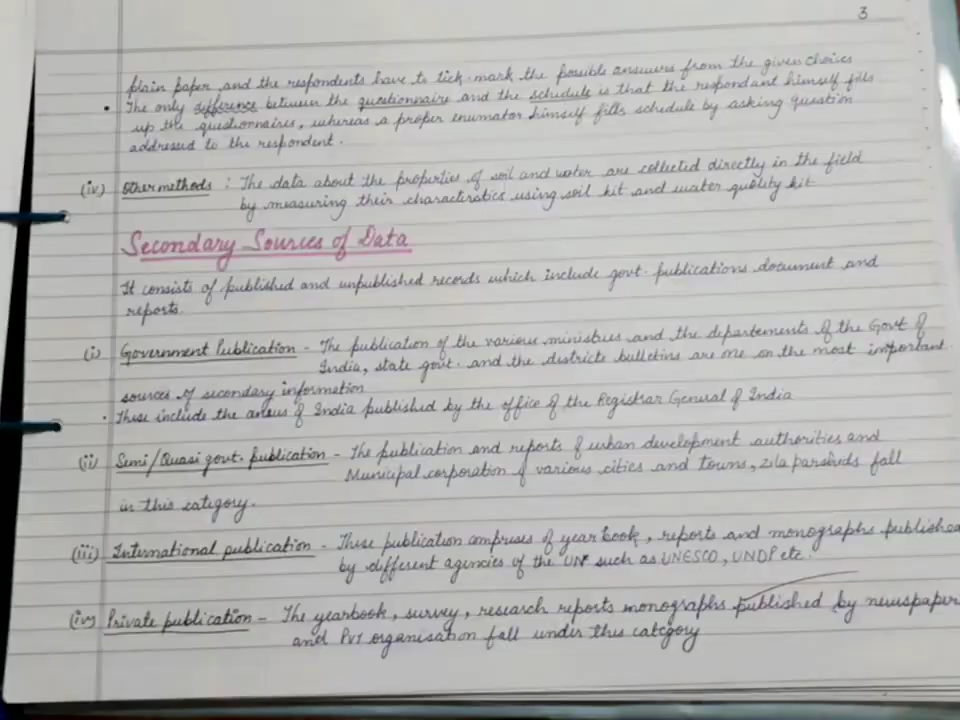 3
plain paper and the respondents have to tick-mark the possible answers from the given choices
• The only difference between the questionnaire and the schedule is that the respondant himself fills
up the questionnaires, whereas a proper enumator himself fills schedule by asking question
addressed to the respondent.
(iv) Other methods : The data about the properties of soil and water are collected directly in the field
by measuring their characteristics using soil kit and water quality kit
Secondary Sources of Data
It consists of published and unpublished records which include govt. publications document and
reports.
(i) Government Publication - The publication of the various ministries and the departements of the Govt of
India, state govt. and the districte bulletins are one on the most important
sources of secondary information
• These include the of India published by the office of the Registrar General of India
(ii) Semi/Quasi govt. publication - The publication and reports of urban development authorities and
Municipal corporation of various cities and towns, zila parshids fall
in this category.
(iii) International publication - These publication comprises of year book, reports and monographs published
by different agencies of the UN such as UNESCO, UNDP etc.
(iv) Private publication - The yearbook, survey, research reports monographs published by newspaper
and Pvt organisation fall under this category